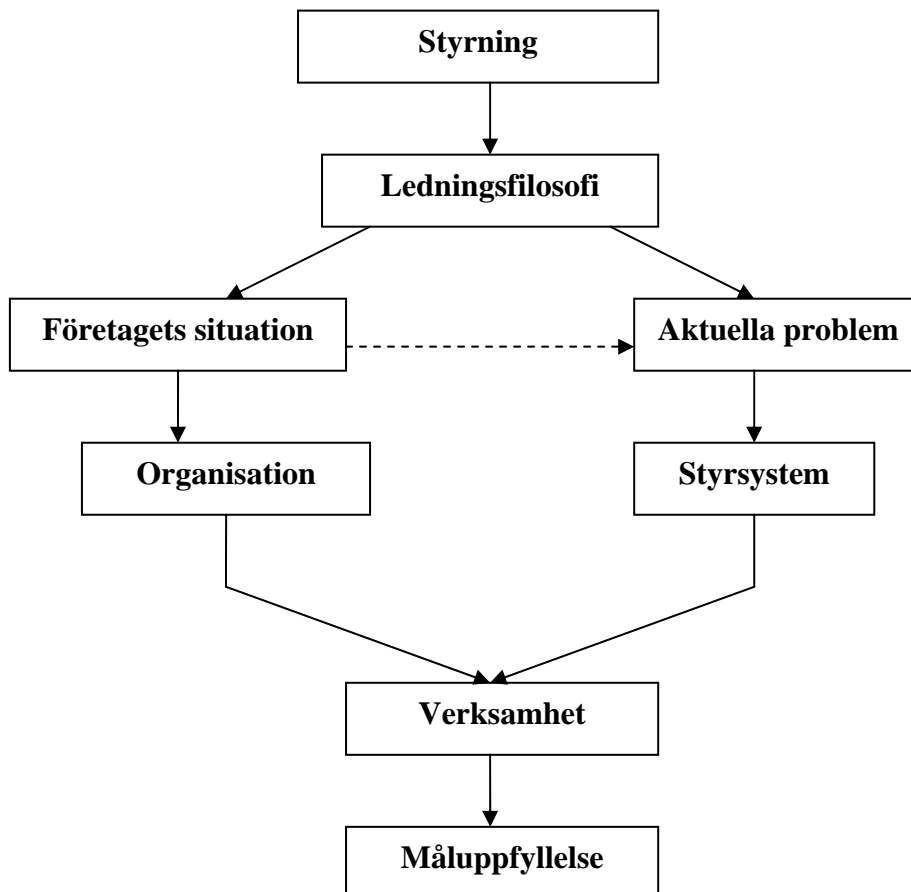 Styrning
Ledningsfilosofi
Företagets situation
Aktuella problem
Organisation
Styrsystem
Verksamhet
Måluppfyllelse